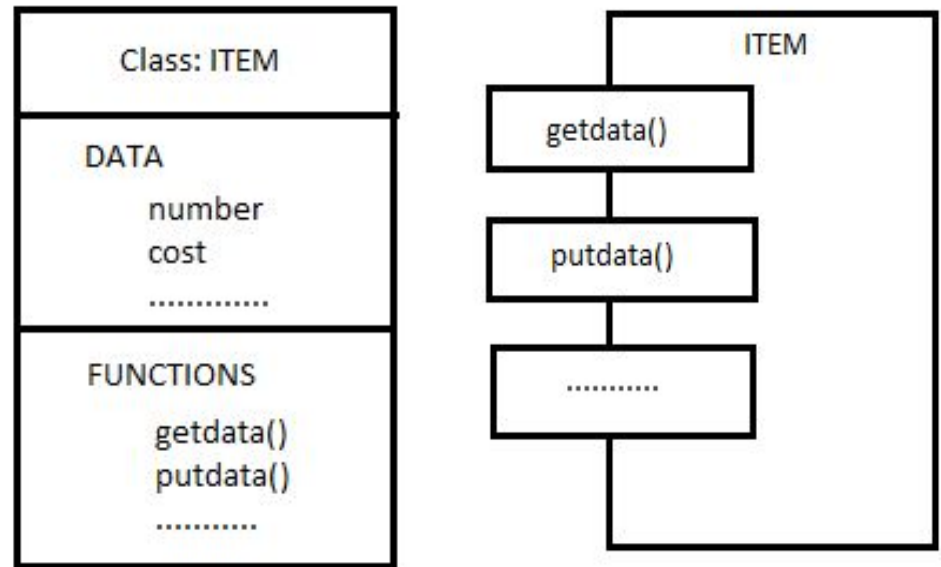 Class: ITEM
DATA
number
cost
.............
FUNCTIONS
getdata()
putdata()
...........
ITEM
getdata()
putdata()
...........